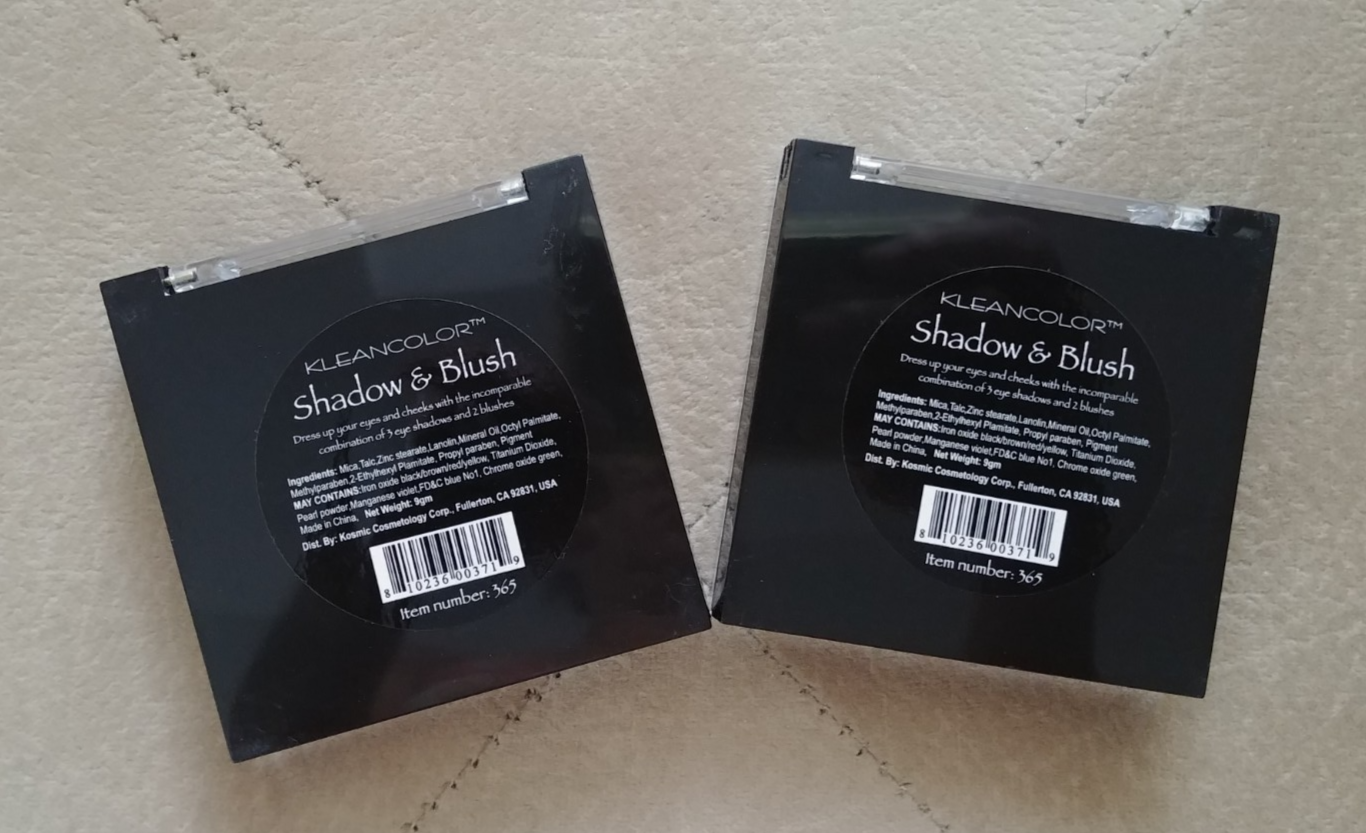 KLEANCOLOR™
Shadow & Blush
Dress up your eyes and cheeks with the incomparable
combination of 3 eye shadows and 2 blushes
Ingredients: Mica,Talc,Zinc stearate,Lanolin,Mineral Oil,Octyl Palmitate,
Methylparaben,2-Ethylhexyl Plamitate, Propyl paraben, Pigment
MAY CONTAINS:Iron oxide black/brown/red/yellow, Titanium Dioxide,
Pearl powder,Manganese violet,FD&C blue No1, Chrome oxide green,
Made in China, Net Weight: 9gm
Dist. By: Kosmic Cosmetology Corp., Fullerton, CA 92831, USA
8 10236 00371 9
Item number: 365
KLEANCOLOR™
Shadow & Blush
Dress up your eyes and cheeks with the incomparable
combination of 3 eye shadows and 2 blushes
Ingredients: Mica,Talc,Zinc stearate,Lanolin,Mineral Oil,Octyl Palmitate,
Methylparaben,2-Ethylhexyl Plamitate, Propyl paraben, Pigment
MAY CONTAINS:Iron oxide black/brown/red/yellow, Titanium Dioxide,
Pearl powder,Manganese violet,FD&C blue No1, Chrome oxide green,
Made in China, Net Weight: 9gm
Dist. By: Kosmic Cosmetology Corp., Fullerton, CA 92831, USA
8 10236 00371 9
Item number: 365